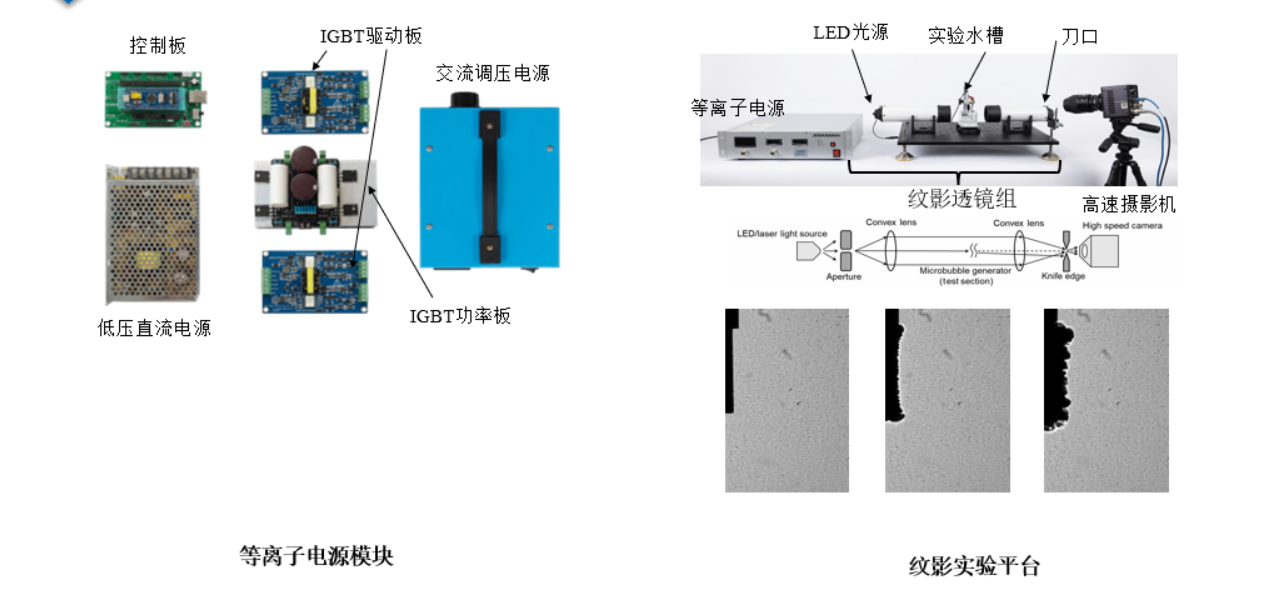 控制板
IGBT驱动板
交流调压电源
低压直流电源
IGBT功率板
等离子电源模块
LED光源
实验水槽
刀口
等离子电源
纹影透镜组
高速摄影机
LED/laser light source
Convex lens
Convex lens
High speed camera
Aperture
Microbubble generator
(test section)
Knife edge
纹影实验平台